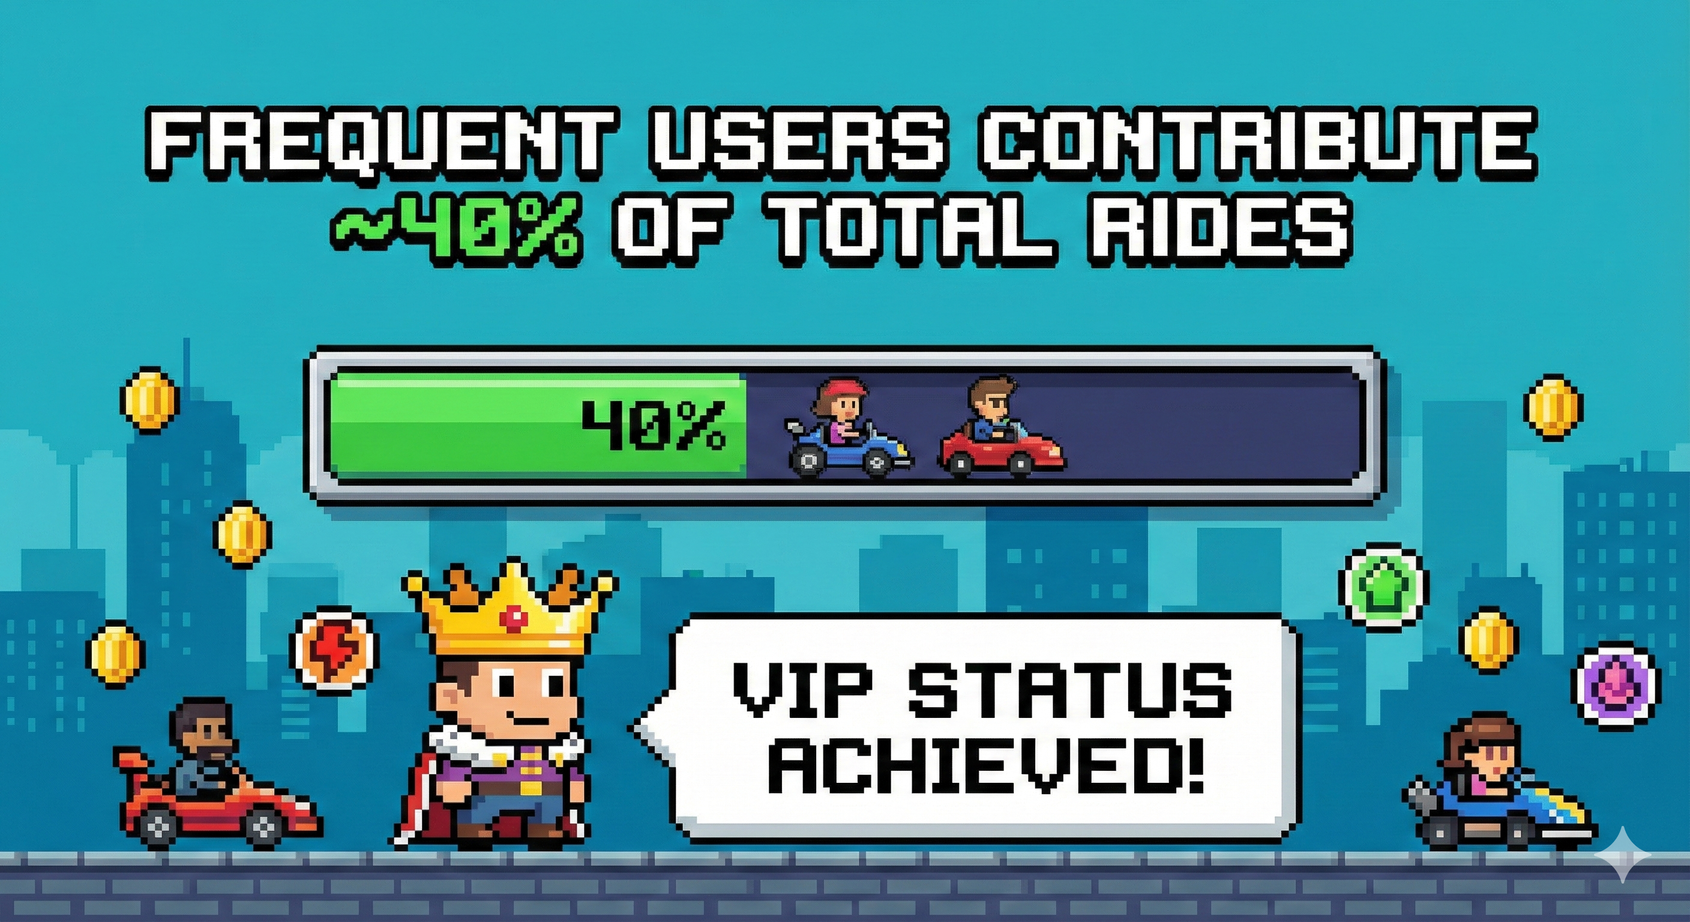 FREQUENT USERS CONTRIBUTE
~40% OF TOTAL RIDES
40%
VIP STATUS
ACHIEVED!